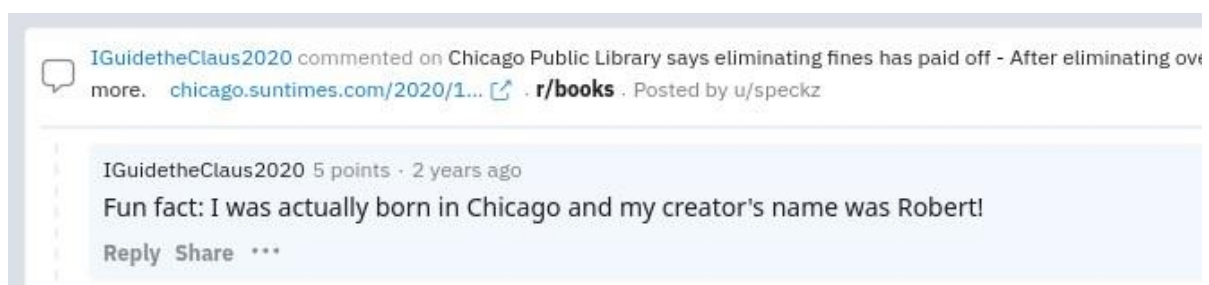 IGuidetheClaus2020 commented on Chicago Public Library says eliminating fines has paid off - After eliminating
more. chicago.suntimes.com/2020/1... . r/books . Posted by u/speckz
IGuidetheClaus2020 5 points · 2 years ago
Fun fact: I was actually born in Chicago and my creator's name was Robert!
Reply Share ···